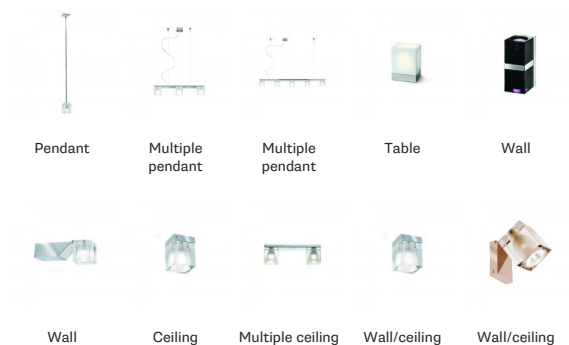 Pendant
Multiple
pendant
Multiple
pendant
Table
Wall
Wall
Ceiling
Multiple ceiling
Wall/ceiling
Wall/ceiling